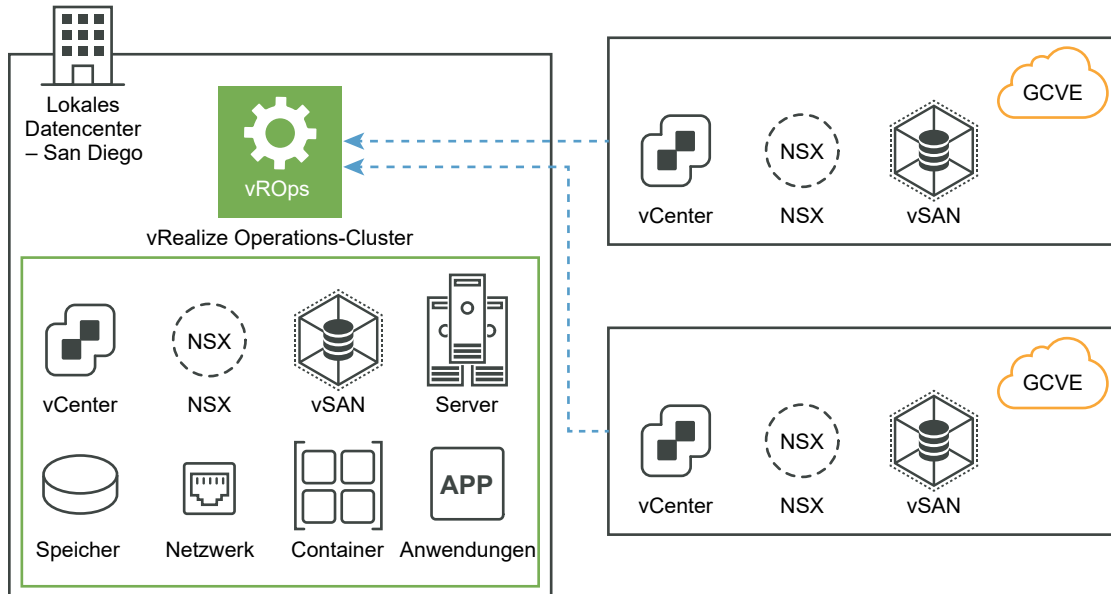 Lokales
Datencenter
– San Diego
vROps
vRealize Operations-Cluster
NSX
vCenter
NSX
vSAN
Server
APP
Speicher
Netzwerk
Container
Anwendungen
GCVE
NSX
vCenter
NSX
vSAN
GCVE
NSX
vCenter
NSX
vSAN